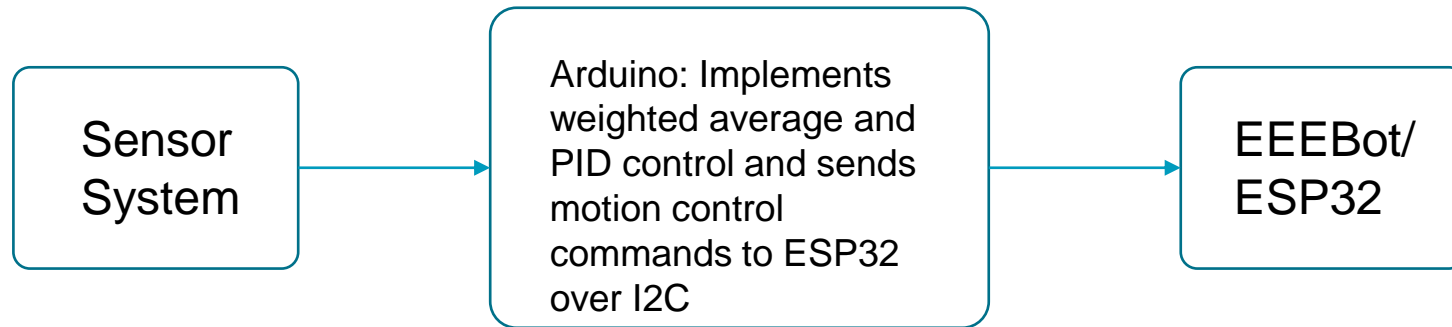 Sensor
System
Arduino: Implements
weighted average and
PID control and sends
motion control
commands to ESP32
over I2C
EEEBot/
ESP32